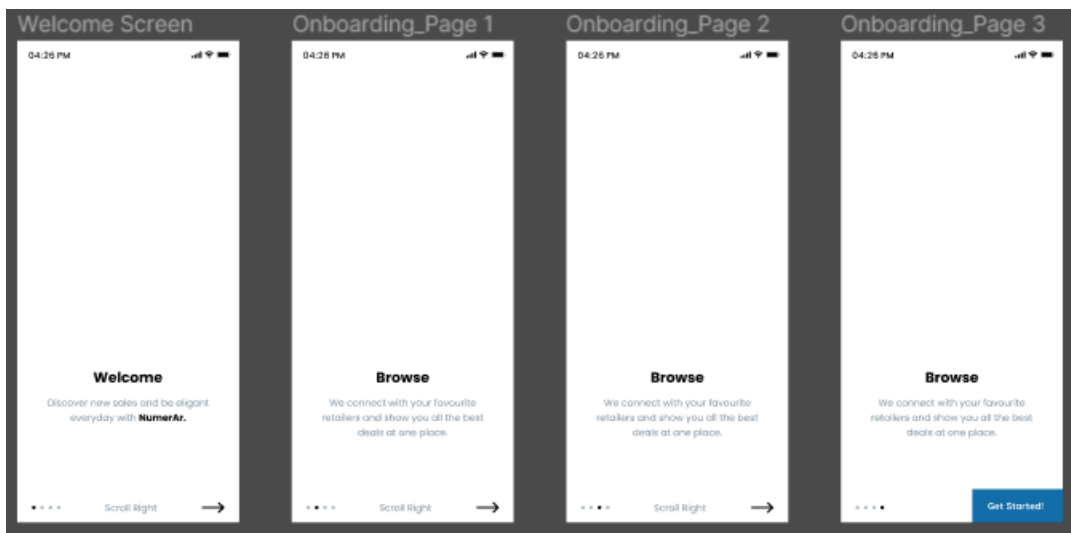 Welcome Screen
04:26 PM
Welcome
Discover new sales and be eligant
everyday with NumerAr.
Scroll Right
Onboarding_Page 1
04:26 PM
Browse
We connect with your favourite
retailers and show you all the best
deals at one place.
Scroll Right
Onboarding_Page 2
04:26 PM
Browse
We connect with your favourite
retailers and show you all the best
deals at one place.
Scroll Right
Onboarding_Page 3
04:26 PM
Browse
We connect with your favourite
retailers and show you all the best
deals at one place.
Get Started!